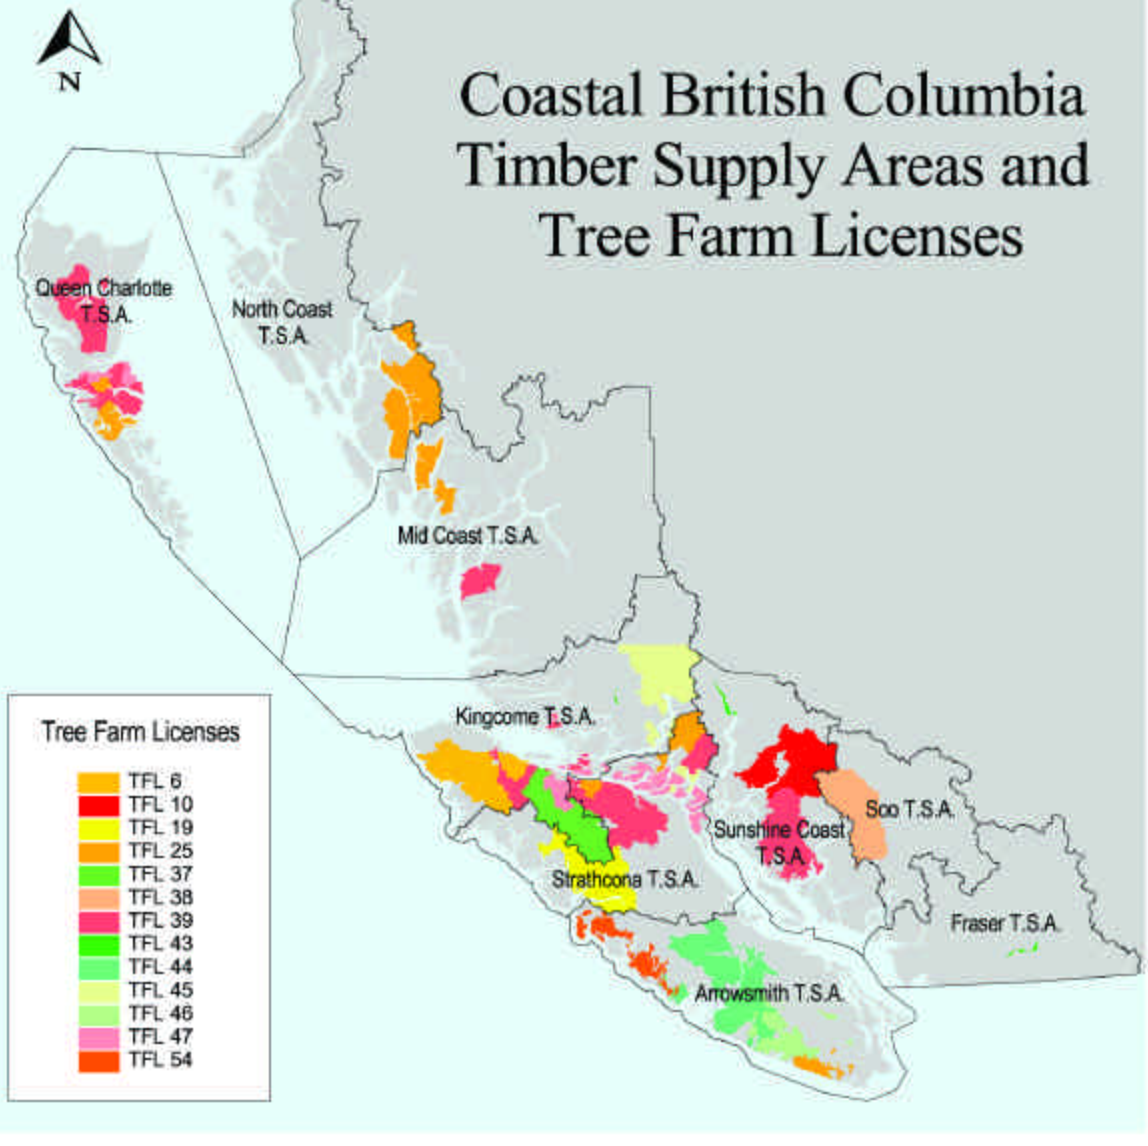 N
Coastal British Columbia
Timber Supply Areas and
Tree Farm Licenses
Queen Charlotte
T.S.A.
North Coast
T.S.A.
Mid Coast T.S.A.
Kingcome T.S.A.
Soo T.S.A.
Sunshine Coast
T.S.A.
Strathcona T.S.A.
Fraser T.S.A.
Arrowsmith T.S.A.
Tree Farm Licenses
TFL 6
TFL 10
TFL 19
TFL 25
TFL 37
TFL 38
TFL 39
TFL 43
TFL 44
TFL 45
TFL 46
TFL 47
TFL 54